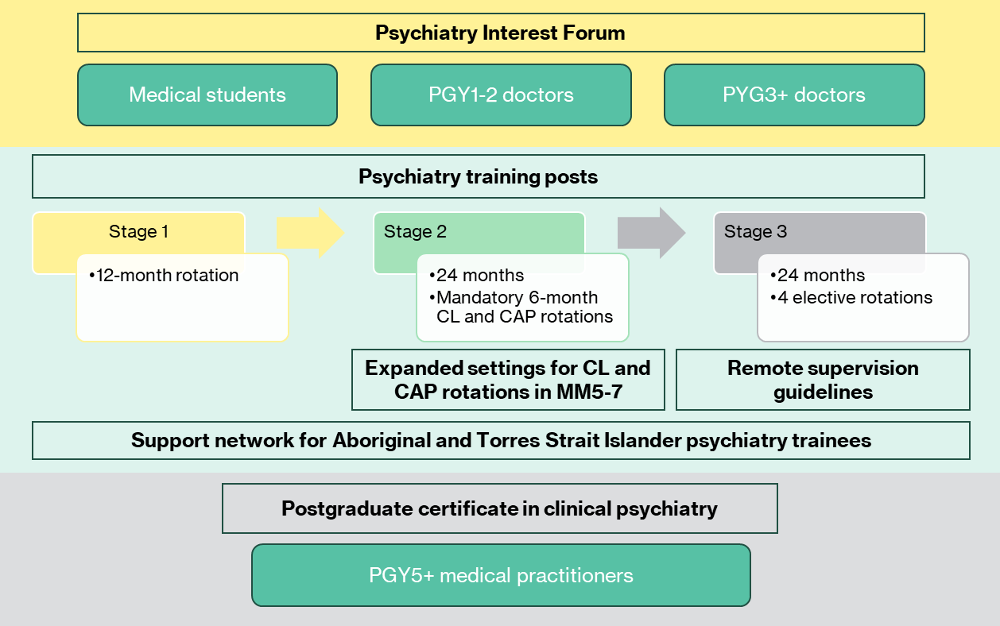 Psychiatry Interest Forum
Medical students
PGY1-2 doctors
PYG3+ doctors
Psychiatry training posts
Stage 1
•12-month rotation
Stage 2
•24 months
•Mandatory 6-month
CL and CAP rotations
Stage 3
•24 months
•4 elective rotations
Expanded settings for CL and
CAP rotations in MM5-7
Remote supervision
guidelines
Support network for Aboriginal and Torres Strait Islander psychiatry trainees
Postgraduate certificate in clinical psychiatry
PGY5+ medical practitioners